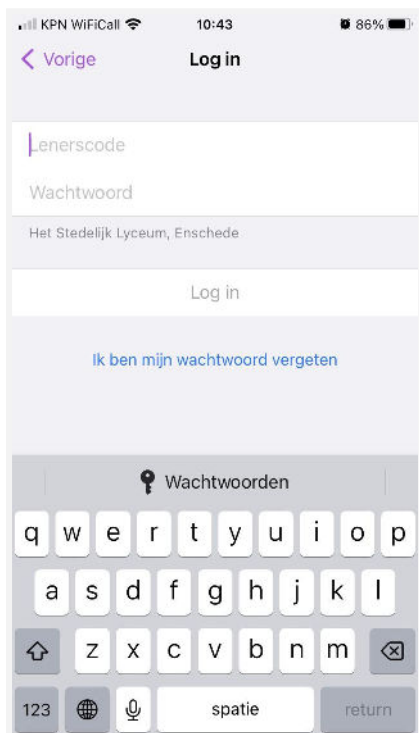 KPN WiFiCall 10:43 86%
Vorige Log in
Lenerscode
Wachtwoord
Het Stedelijk Lyceum, Enschede
Log in
Ik ben mijn wachtwoord vergeten
Wachtwoorden
q w e r t y u i o p
a s d f g h j k l
z x c v b n m
123 spatie return